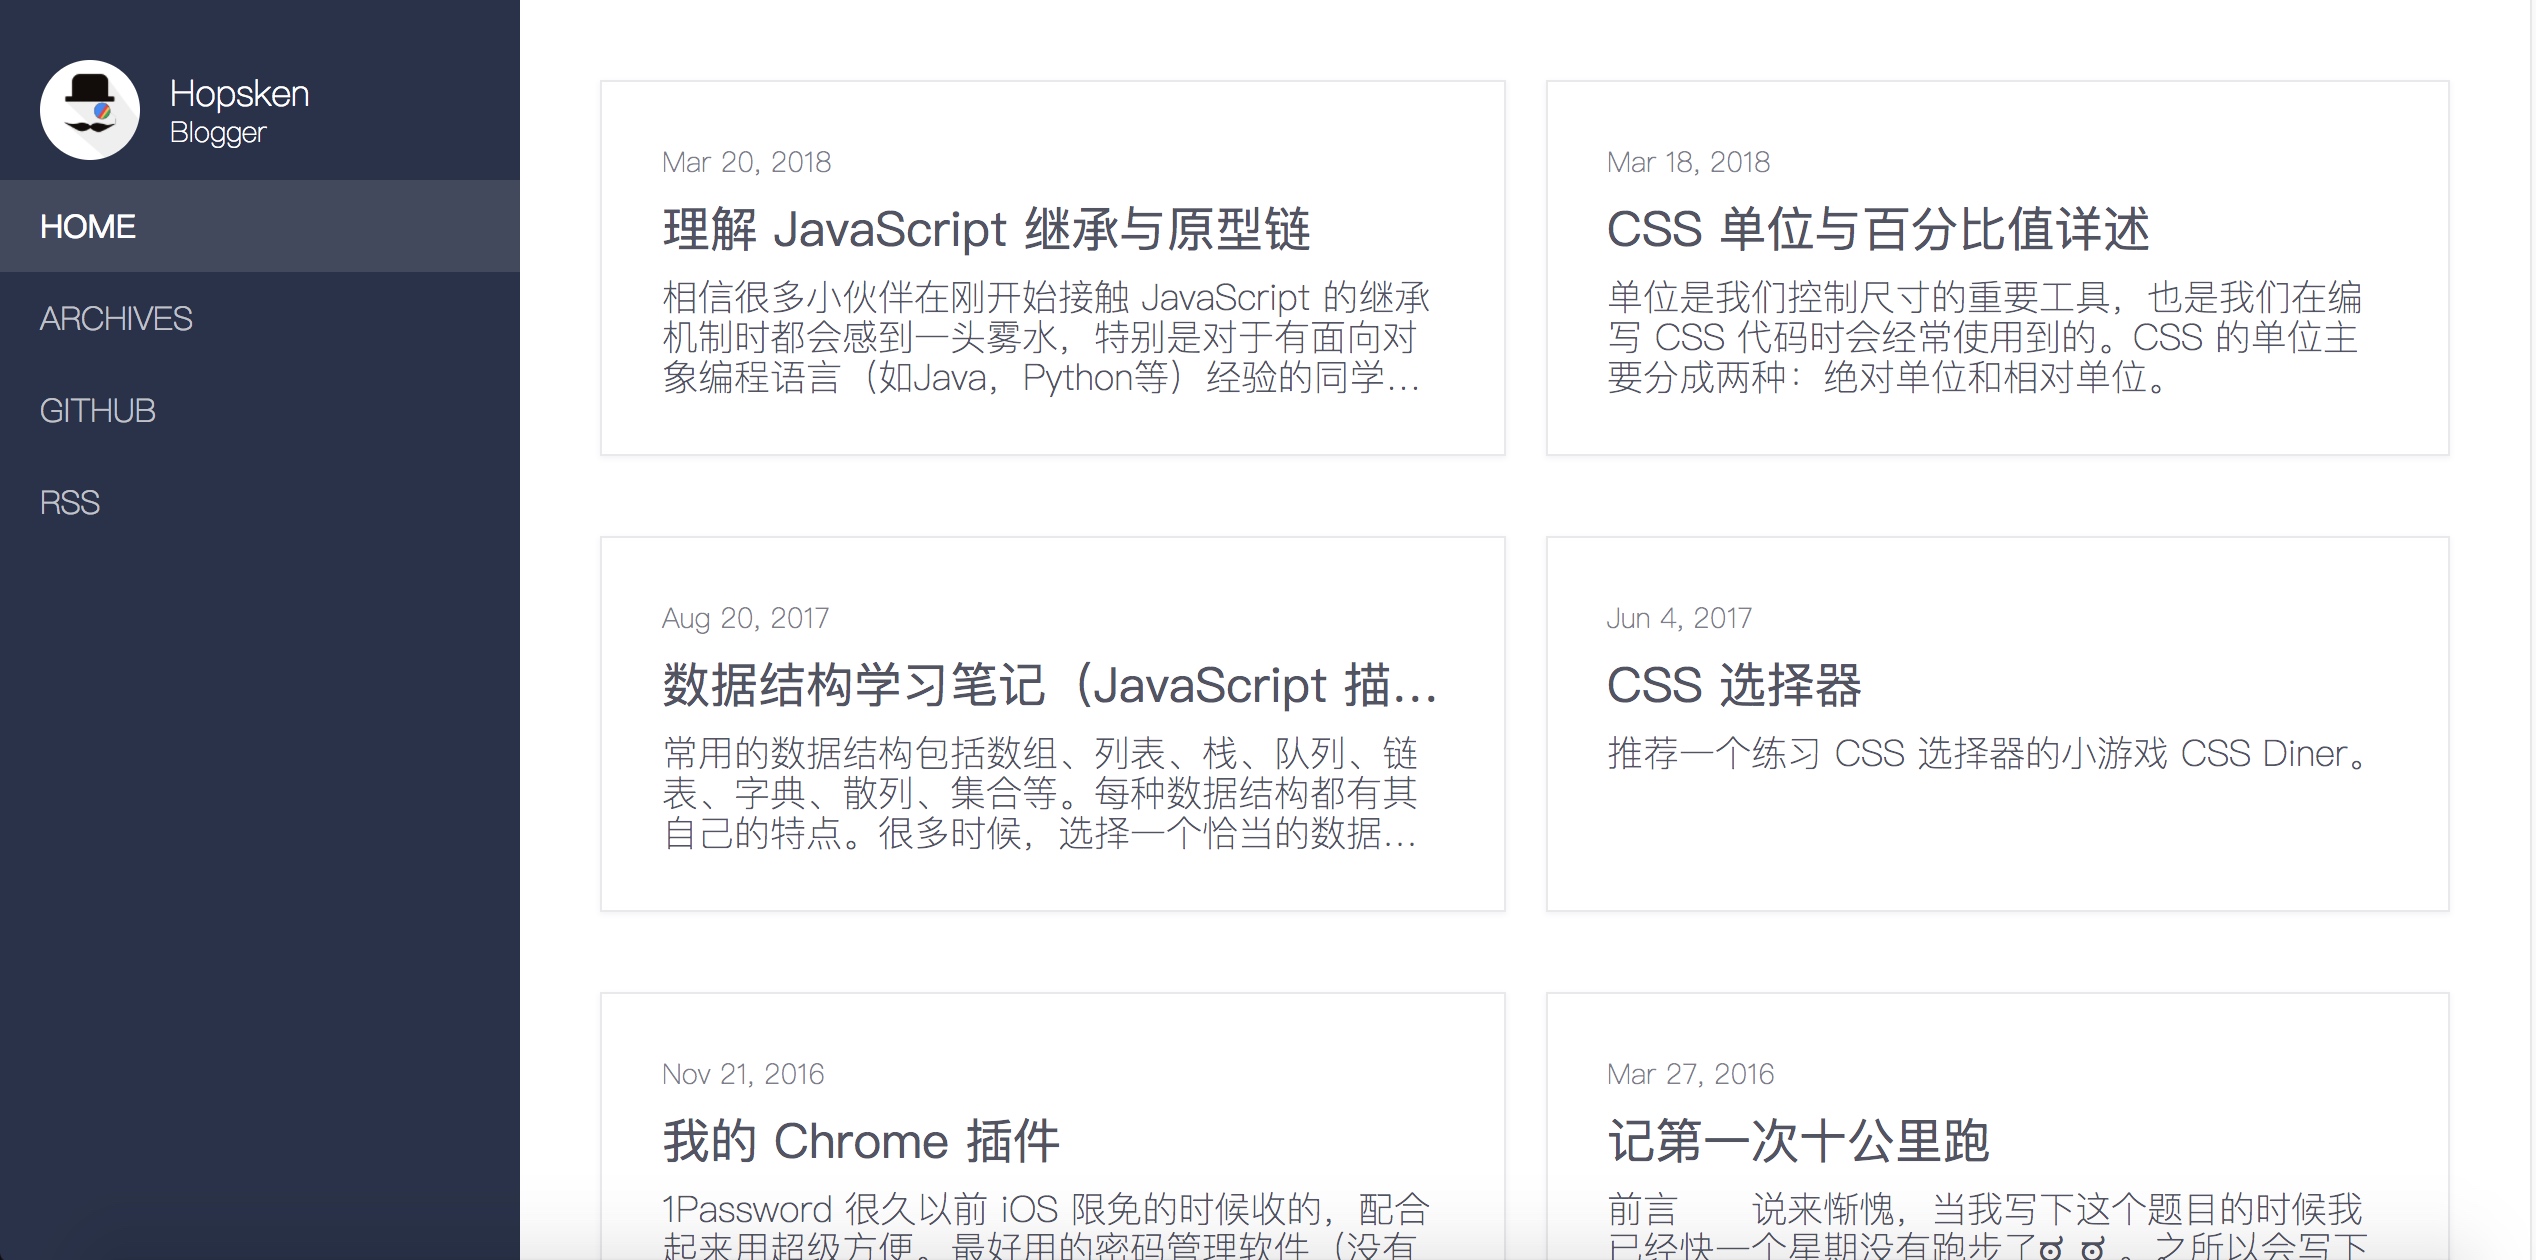 Hopsken
Blogger
HOME
ARCHIVES
GITHUB
RSS
Mar 20, 2018
理解 JavaScript 继承与原型链
相信很多小伙伴在刚开始接触 JavaScript 的继承
机制时都会感到一头雾水，特别是对于有面向对
象编程语言（如Java，Python等）经验的同学...
Mar 18, 2018
CSS 单位与百分比值详述
单位是我们控制尺寸的重要工具，也是我们在编
写 CSS 代码时会经常使用到的。CSS 的单位主
要分成两种：绝对单位和相对单位。
Aug 20, 2017
数据结构学习笔记（JavaScript 描...
常用的数据结构包括数组、列表、栈、队列、链
表、字典、散列、集合等。每种数据结构都有其
自己的特点。很多时候，选择一个恰当的数据...
Jun 4, 2017
CSS 选择器
推荐一个练习 CSS 选择器的小游戏 CSS Diner。
Nov 21, 2016
我的 Chrome 插件
1Password 很久以前 iOS 限免的时候收的，配合
起来用超级方便。最好用的密码管理软件（没有
Mar 27, 2016
记第一次十公里跑
前言　　说来惭愧，当我写下这个题目的时候我
已经快一个星期没有跑步了 。之所以会写下